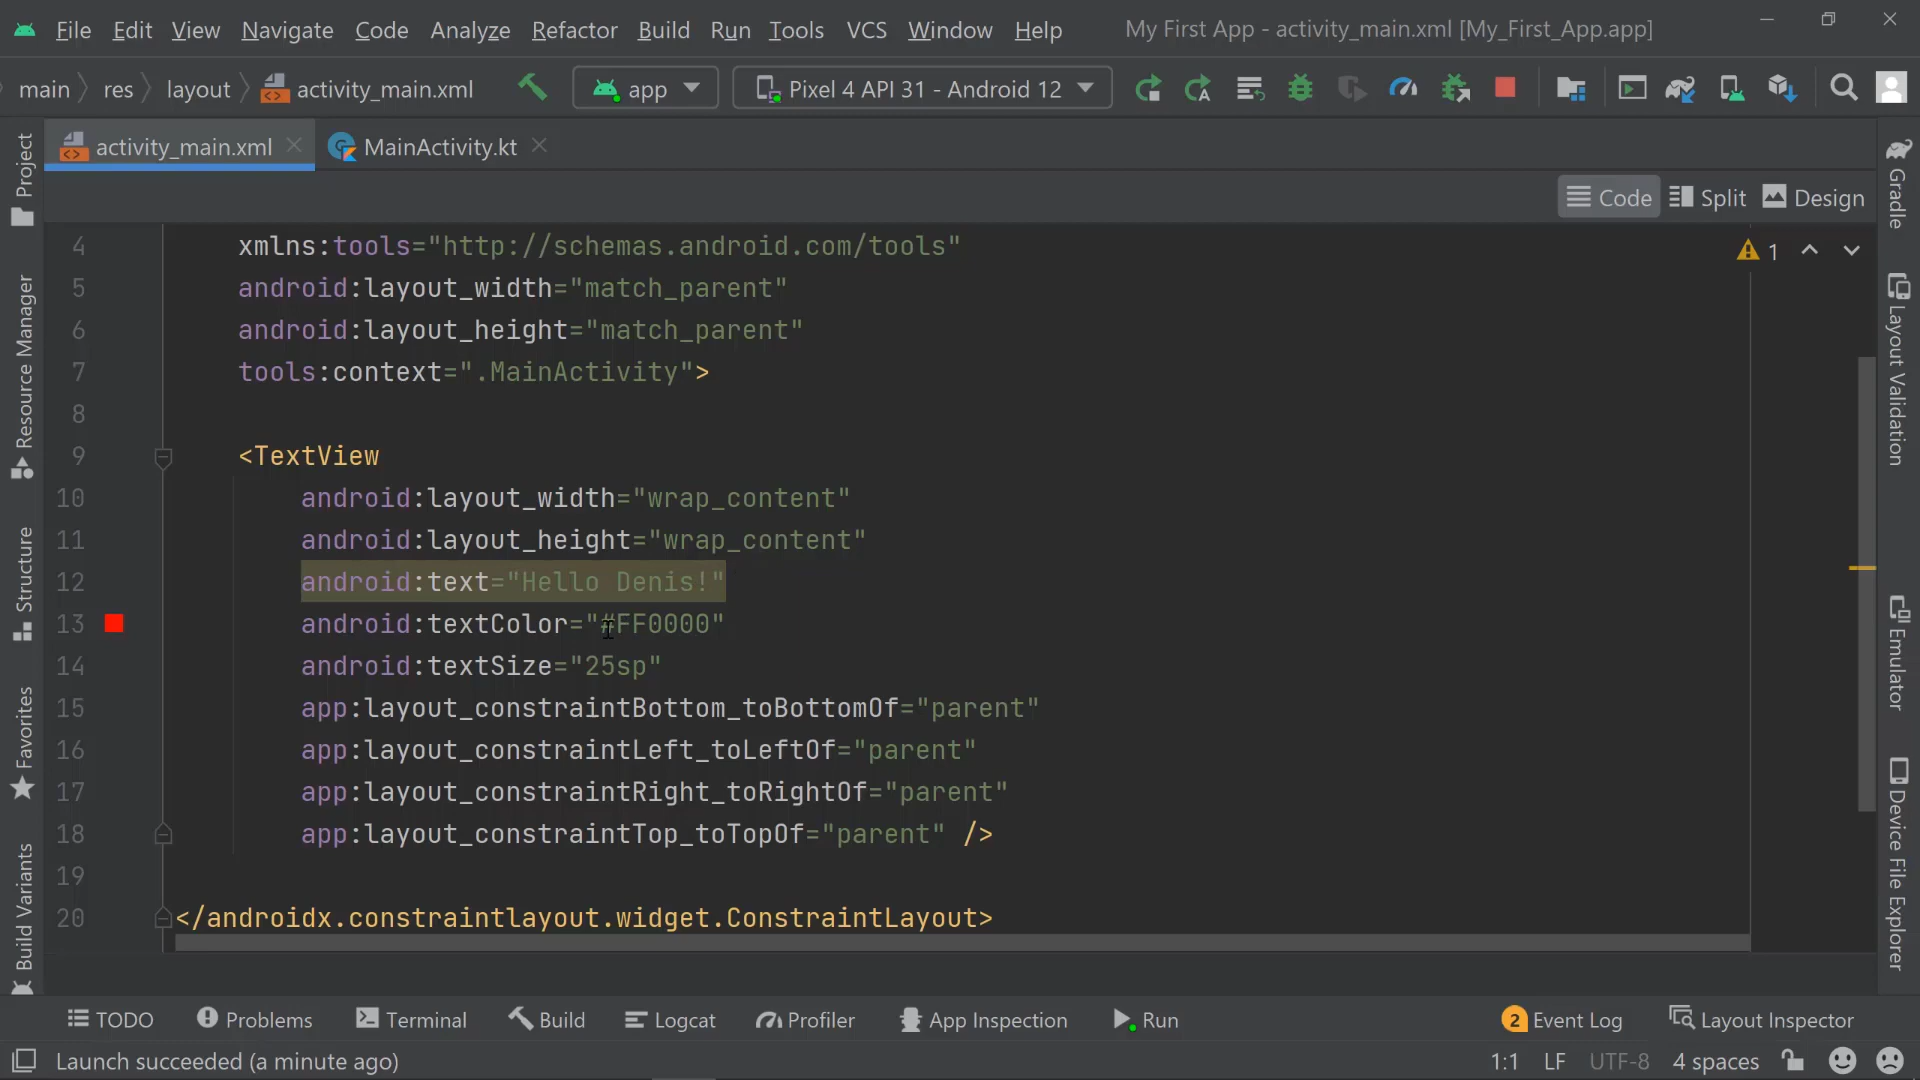 File Edit View Navigate Code Analyze Refactor Build Run Tools VCS Window Help My First App - activity_main.xml [My_First_App.app]
main res layout activity_main.xml app Pixel 4 API 31 - Android 12
activity_main.xml MainActivity.kt
Code Split Design
1
4 xmlns:tools="http://schemas.android.com/tools"
5 android:layout_width="match_parent"
6 android:layout_height="match_parent"
7 tools:context=".MainActivity">
8
9 <TextView
10 android:layout_width="wrap_content"
11 android:layout_height="wrap_content"
12 android:text="Hello Denis!"
13 android:textColor="#FF0000"
14 android:textSize="25sp"
15 app:layout_constraintBottom_toBottomOf="parent"
16 app:layout_constraintLeft_toLeftOf="parent"
17 app:layout_constraintRight_toRightOf="parent"
18 app:layout_constraintTop_toTopOf="parent" />
19
20 </androidx.constraintlayout.widget.ConstraintLayout>
Project
Resource Manager
Structure
Favorites
Build Variants
Gradle
Layout Validation
Emulator
Device File Explorer
TODO Problems Terminal Build Logcat Profiler App Inspection Run 2 Event Log Layout Inspector
Launch succeeded (a minute ago) 1:1 LF UTF-8 4 spaces